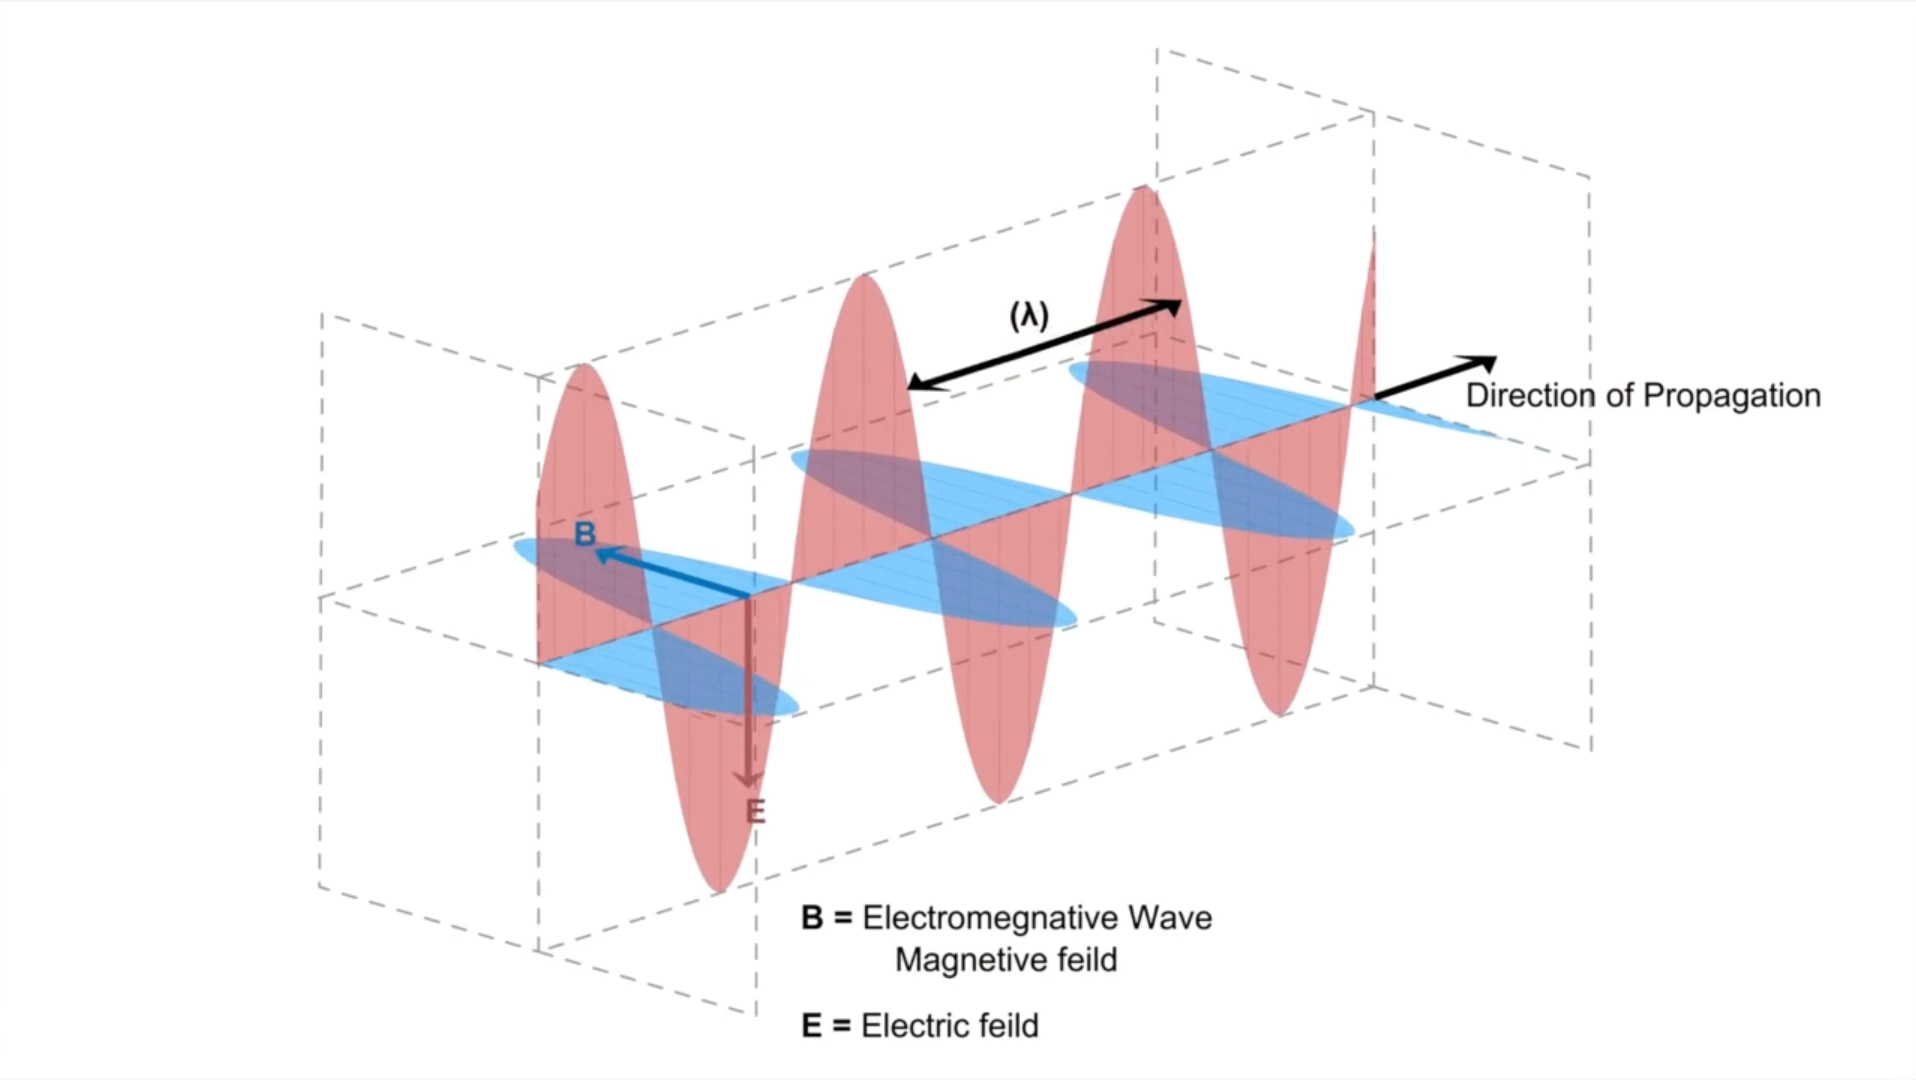 (λ)
Direction of Propagation
B
E
B = Electromegnative Wave
Magnetive feild
E = Electric feild